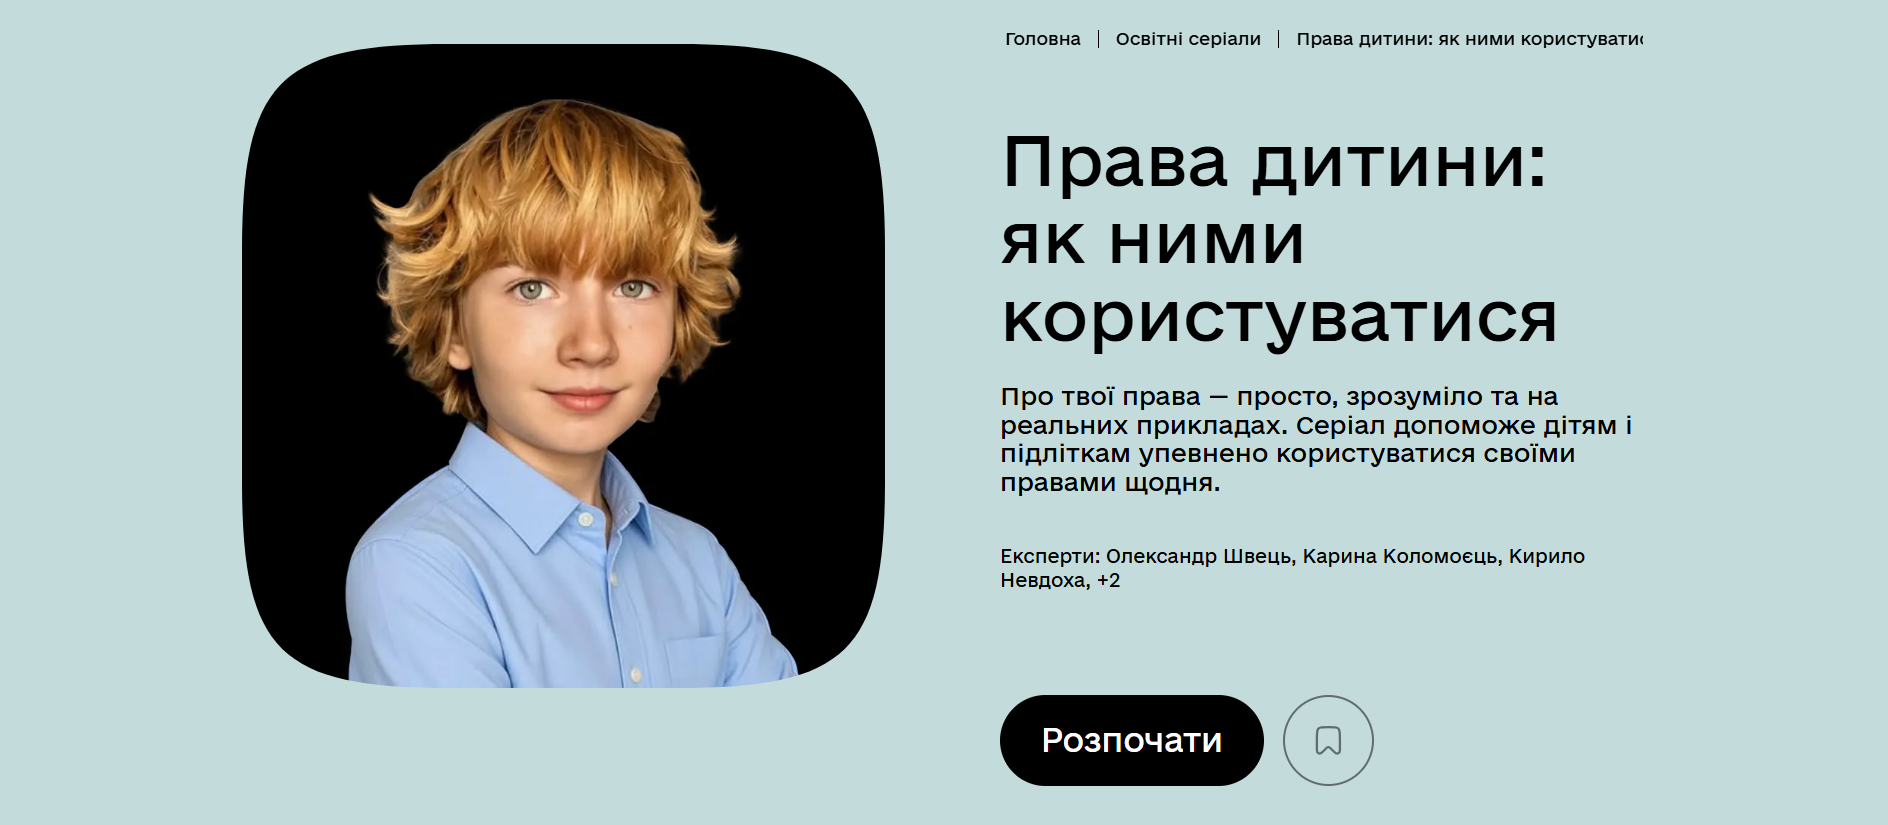 Головна | Освітні серіали | Права дитини: як ними користуватис
Права дитини:
як ними
користуватися
Про твої права — просто, зрозуміло та на
реальних прикладах. Серіал допоможе дітям і
підліткам упевнено користуватися своїми
правами щодня.
Експерти: Олександр Швець, Карина Коломоєць, Кирило
Невдоха, +2
Розпочати